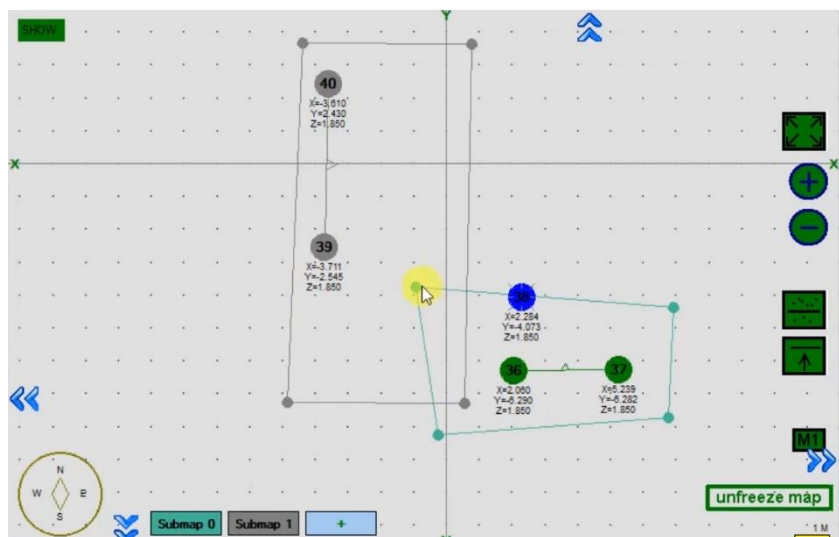 SHOW
Y
40
X=-3.610
Y=2.430
Z=1.850
X
X
39
X=-3.711
Y=-2.545
Z=1.850
38
X=2.284
Y=-4.073
Z=1.850
36
37
X=2.060
Y=-6.290
Z=1.850
X=5.239
Y=-6.282
Z=1.850
M1
N
W
S
unfreeze map
Submap 0
Submap 1
+
1 M